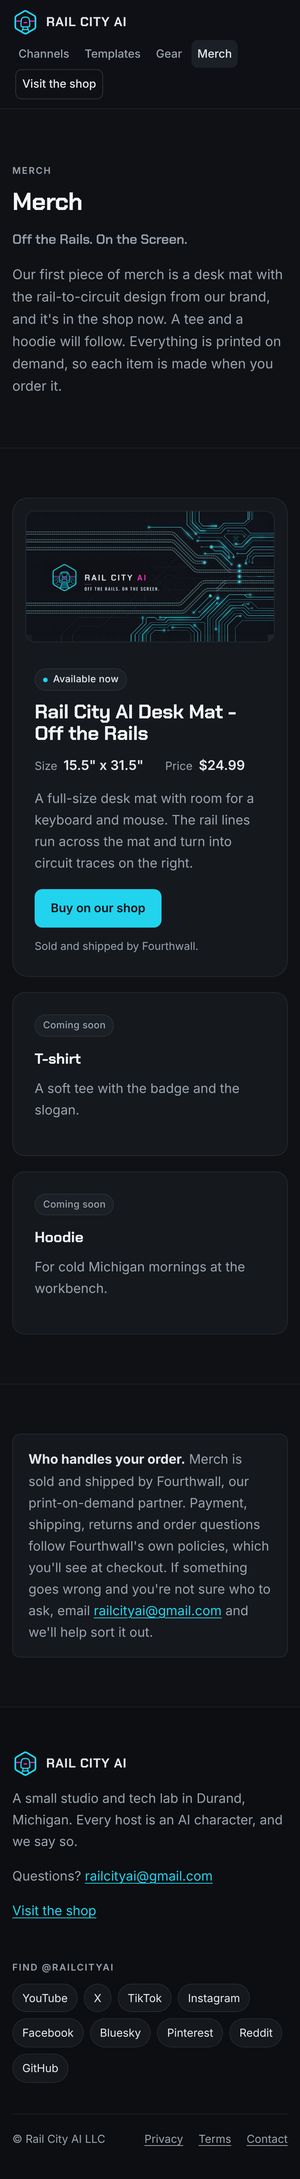 RAIL CITY AI
Channels Templates Gear Merch
Visit the shop
MERCH
Merch
Off the Rails. On the Screen.
Our first piece of merch is a desk mat with
the rail-to-circuit design from our brand,
and it's in the shop now. A tee and a
hoodie will follow. Everything is printed on
demand, so each item is made when you
order it.
RAIL CITY AI
OFF THE RAILS. ON THE SCREEN.
Available now
Rail City AI Desk Mat -
Off the Rails
Size 15.5" x 31.5" Price $24.99
A full-size desk mat with room for a
keyboard and mouse. The rail lines
run across the mat and turn into
circuit traces on the right.
Buy on our shop
Sold and shipped by Fourthwall.
Coming soon
T-shirt
A soft tee with the badge and the
slogan.
Coming soon
Hoodie
For cold Michigan mornings at the
workbench.
Who handles your order. Merch is
sold and shipped by Fourthwall, our
print-on-demand partner. Payment,
shipping, returns and order questions
follow Fourthwall's own policies, which
you'll see at checkout. If something
goes wrong and you're not sure who to
ask, email railcityai@gmail.com and
we'll help sort it out.
RAIL CITY AI
A small studio and tech lab in Durand,
Michigan. Every host is an AI character, and
we say so.
Questions? railcityai@gmail.com
Visit the shop
FIND @RAILCITYAI
YouTube X TikTok Instagram
Facebook Bluesky Pinterest Reddit
GitHub
© Rail City AI LLC Privacy Terms Contact